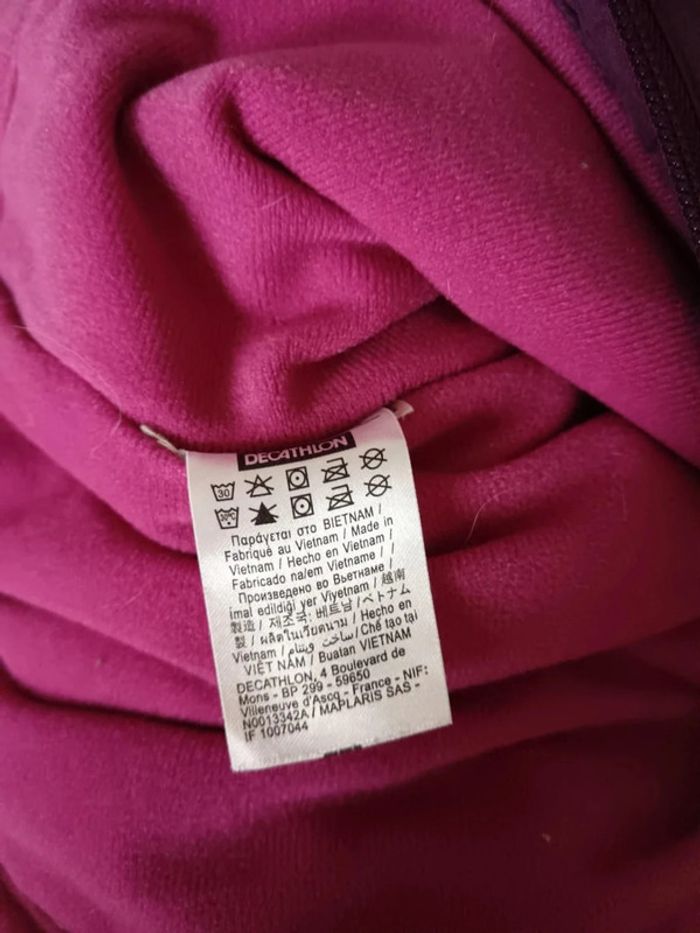 DECATHLON
30
30°C
Παράγεται στο ΒΙΕΤΝΑΜ /
Fabriqué au Vietnam / Made in
Vietnam / Hecho en Vietnam /
Fabricado na/em Vietname / /
Произведено во Вьетнаме /
imal edildiği yer Viyetnam / 越南
製造 / 제조국: 베트남 / ベトナム
製 / ผลิตในเวียดนาม / Hecho en
Vietnam / ساخت ويتنام / Chế tạo tại
VIỆT NAM / Buatan VIETNAM
DECATHLON, 4 Boulevard de
Mons - BP 299 - 59650
Villeneuve d'Ascq - France - NIF:
N0013342A / MAPLARIS SAS -
IF 1007044